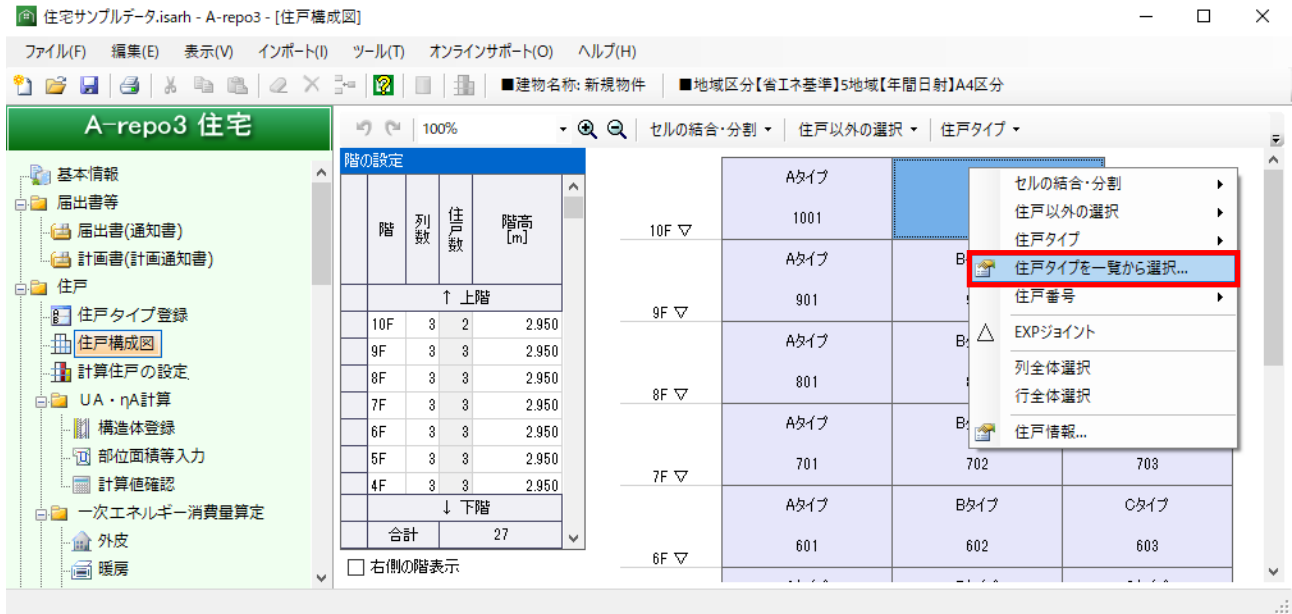 住宅サンプルデータ.isarh - A-repo3 - [住戸構成図]
ファイル(F) 編集(E) 表示(V) インポート(I) ツール(T) オンラインサポート(O) ヘルプ(H)
■建物名称: 新規物件 ■地域区分【省エネ基準】5地域【年間日射】A4区分
A-repo3 住宅
基本情報
届出書等
届出書(通知書)
計画書(計画通知書)
住戸
住戸タイプ登録
住戸構成図
計算住戸の設定
UA・ηA計算
構造体登録
部位面積等入力
計算値確認
一次エネルギー消費量算定
外皮
暖房
100% セルの結合・分割 住戸以外の選択 住戸タイプ
階の設定
階 列数 住戸数 階高[m]
↑ 上階
10F 3 2 2.950
9F 3 3 2.950
8F 3 3 2.950
7F 3 3 2.950
6F 3 3 2.950
5F 3 3 2.950
4F 3 3 2.950
↓ 下階
合計 27
右側の階表示
Aタイプ
1001
10F ▽
Aタイプ
901
9F ▽
Aタイプ
801
8F ▽
Aタイプ
701 702 703
7F ▽
Aタイプ Bタイプ Cタイプ
601 602 603
6F ▽
セルの結合・分割
住戸以外の選択
住戸タイプ
住戸タイプを一覧から選択...
住戸番号
EXPジョイント
列全体選択
行全体選択
住戸情報...